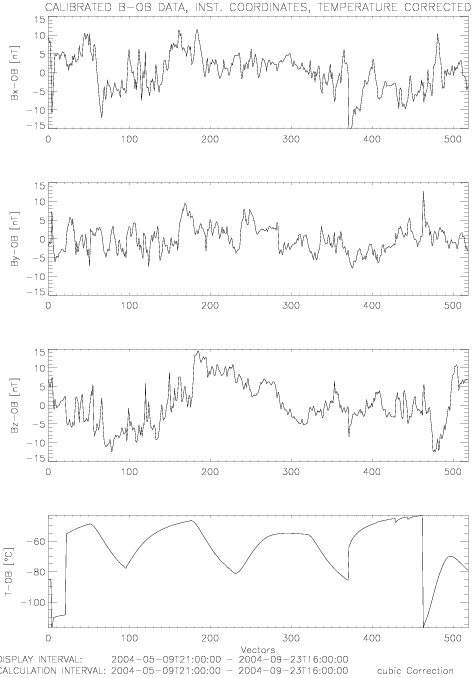 CALIBRATED B-OB DATA, INST. COORDINATES, TEMPERATURE CORRECTED
Bx-OB [nT]
15
10
5
0
-5
-10
-15
0 100 200 300 400 500
By-OB [nT]
15
10
5
0
-5
-10
-15
0 100 200 300 400 500
Bz-OB [nT]
15
10
5
0
-5
-10
-15
0 100 200 300 400 500
T-OB [°C]
-60
-80
-100
0 100 200 300 400 500
Vectors
DISPLAY INTERVAL: 2004-05-09T21:00:00 - 2004-09-23T16:00:00
CALCULATION INTERVAL: 2004-05-09T21:00:00 - 2004-09-23T16:00:00 cubic Correction